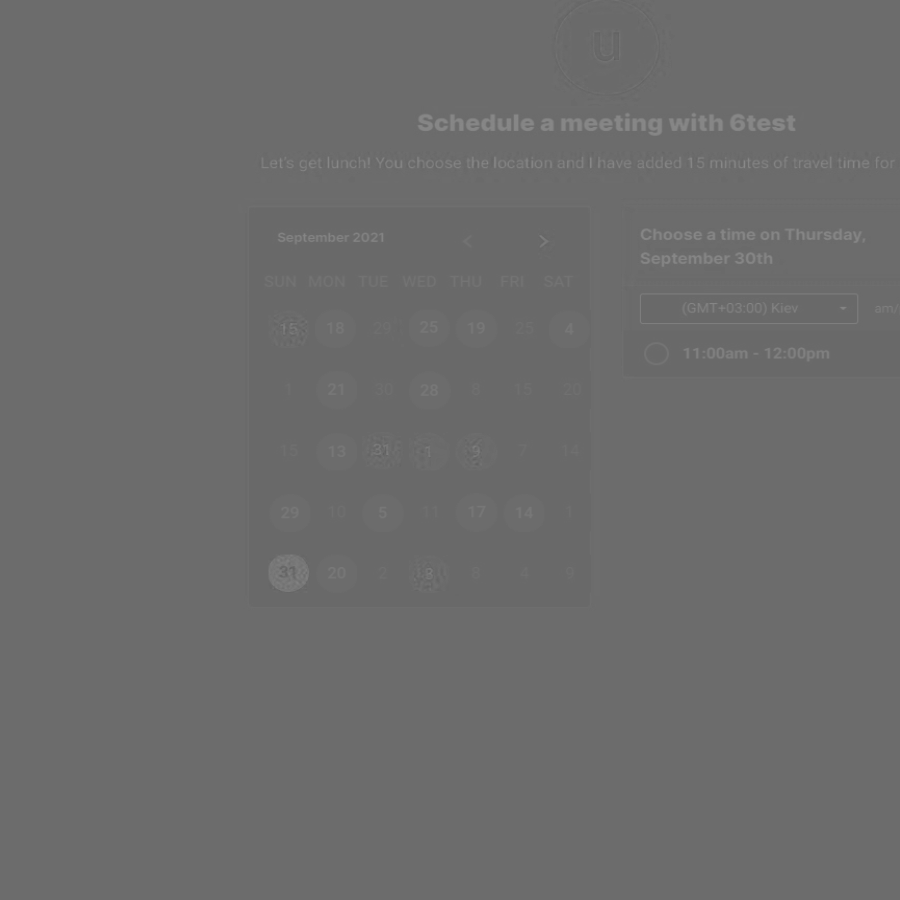 u
Schedule a meeting with 6test
Let's get lunch! You choose the location and I have added 15 minutes of travel time for
September 2021 < >
SUN MON TUE WED THU FRI SAT
15 18 29 25 19 28 4
1 21 30 28 8 15 20
15 13 31 1 9 7 14
29 10 5 11 17 14 1
31 20 2 8 4 9
Choose a time on Thursday,
September 30th
(GMT+03:00) Kiev am/
11:00am - 12:00pm